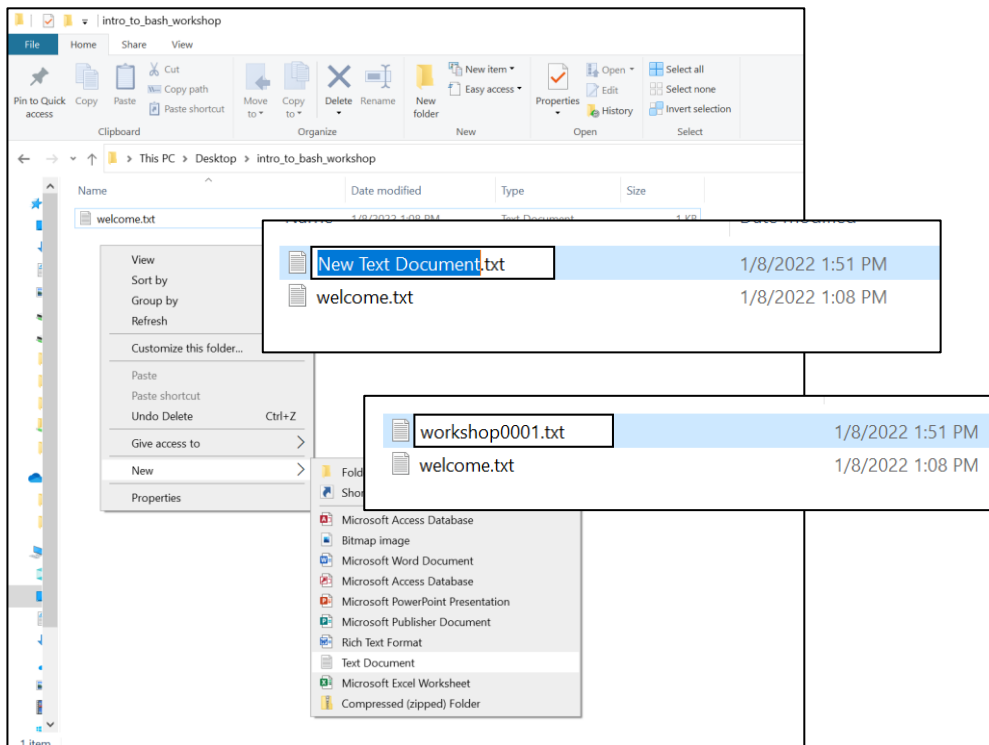 intro_to_bash_workshop
File Home Share View
Pin to Quick access
Copy
Paste
Cut
Copy path
Paste shortcut
Clipboard
Move to
Copy to
Delete
Rename
Organize
New folder
New item
Easy access
New
Properties
Open
Edit
History
Open
Select all
Select none
Invert selection
Select
This PC > Desktop > intro_to_bash_workshop
Name Date modified Type Size
welcome.txt 1/8/2022 1:08 PM Text Document 1 KB
New Text Document.txt 1/8/2022 1:51 PM
welcome.txt 1/8/2022 1:08 PM
View
Sort by
Group by
Refresh
Customize this folder...
Paste
Paste shortcut
Undo Delete Ctrl+Z
Give access to
New
Properties
workshop0001.txt 1/8/2022 1:51 PM
welcome.txt 1/8/2022 1:08 PM
Microsoft Access Database
Bitmap image
Microsoft Word Document
Microsoft Access Database
Microsoft PowerPoint Presentation
Microsoft Publisher Document
Rich Text Format
Text Document
Microsoft Excel Worksheet
Compressed (zipped) Folder
1 item